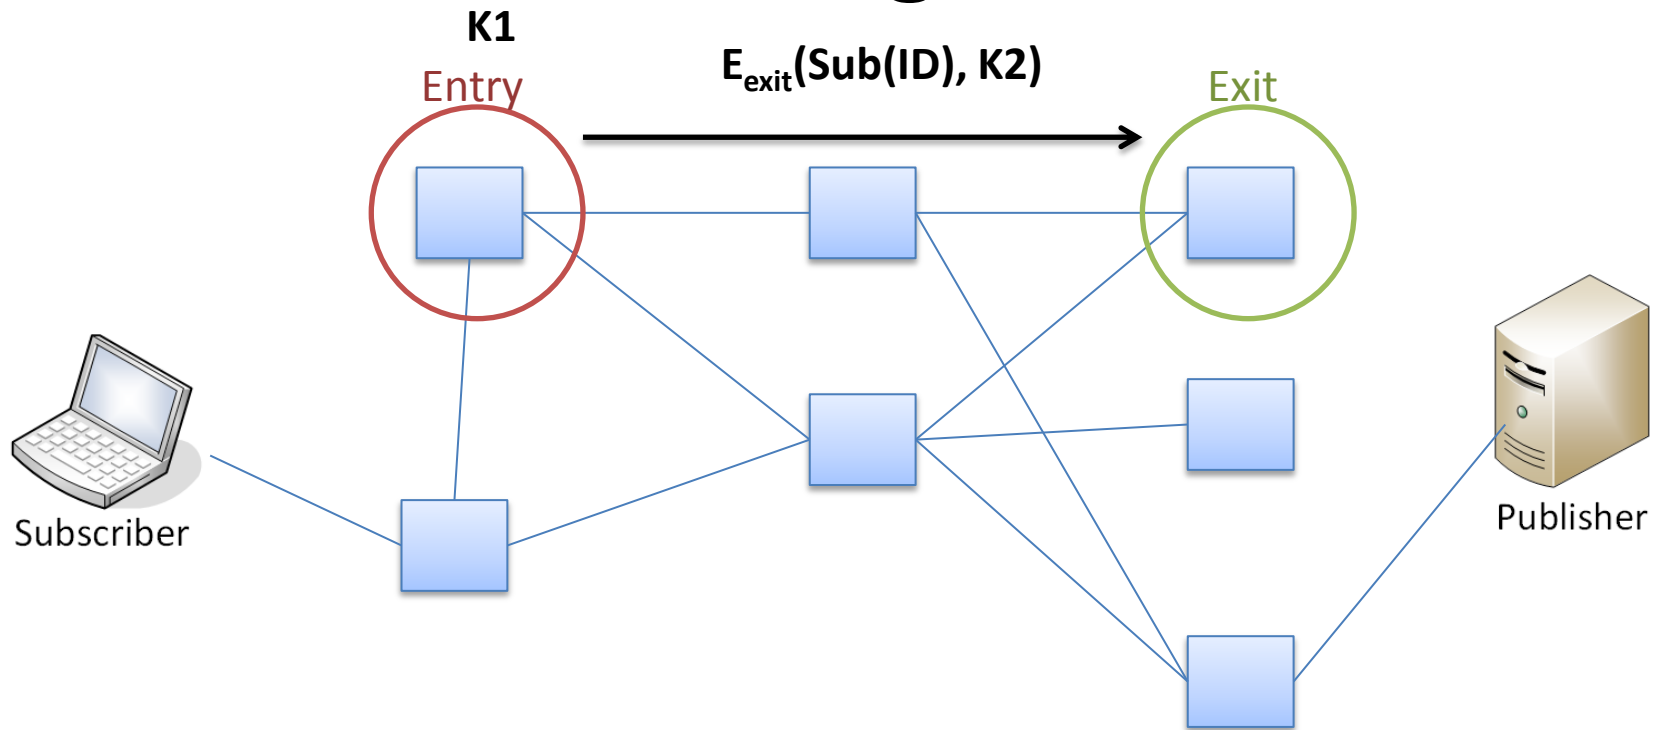 K1
E_exit(Sub(ID), K2)
Entry
Exit
Subscriber
Publisher